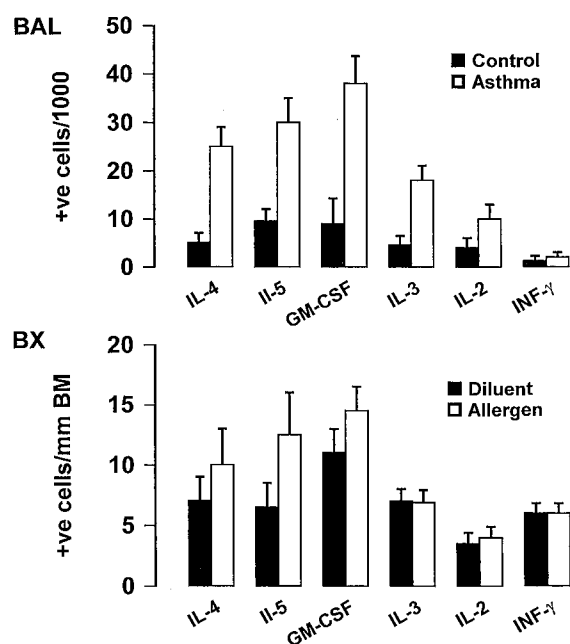 BAL
+ve cells/1000
50
40
30
20
10
0
Control
Asthma
IL-4
Il-5
GM-CSF
IL-3
IL-2
INF-γ
BX
+ve cells/mm BM
20
15
10
5
0
Diluent
Allergen
IL-4
Il-5
GM-CSF
IL-3
IL-2
INF-γ